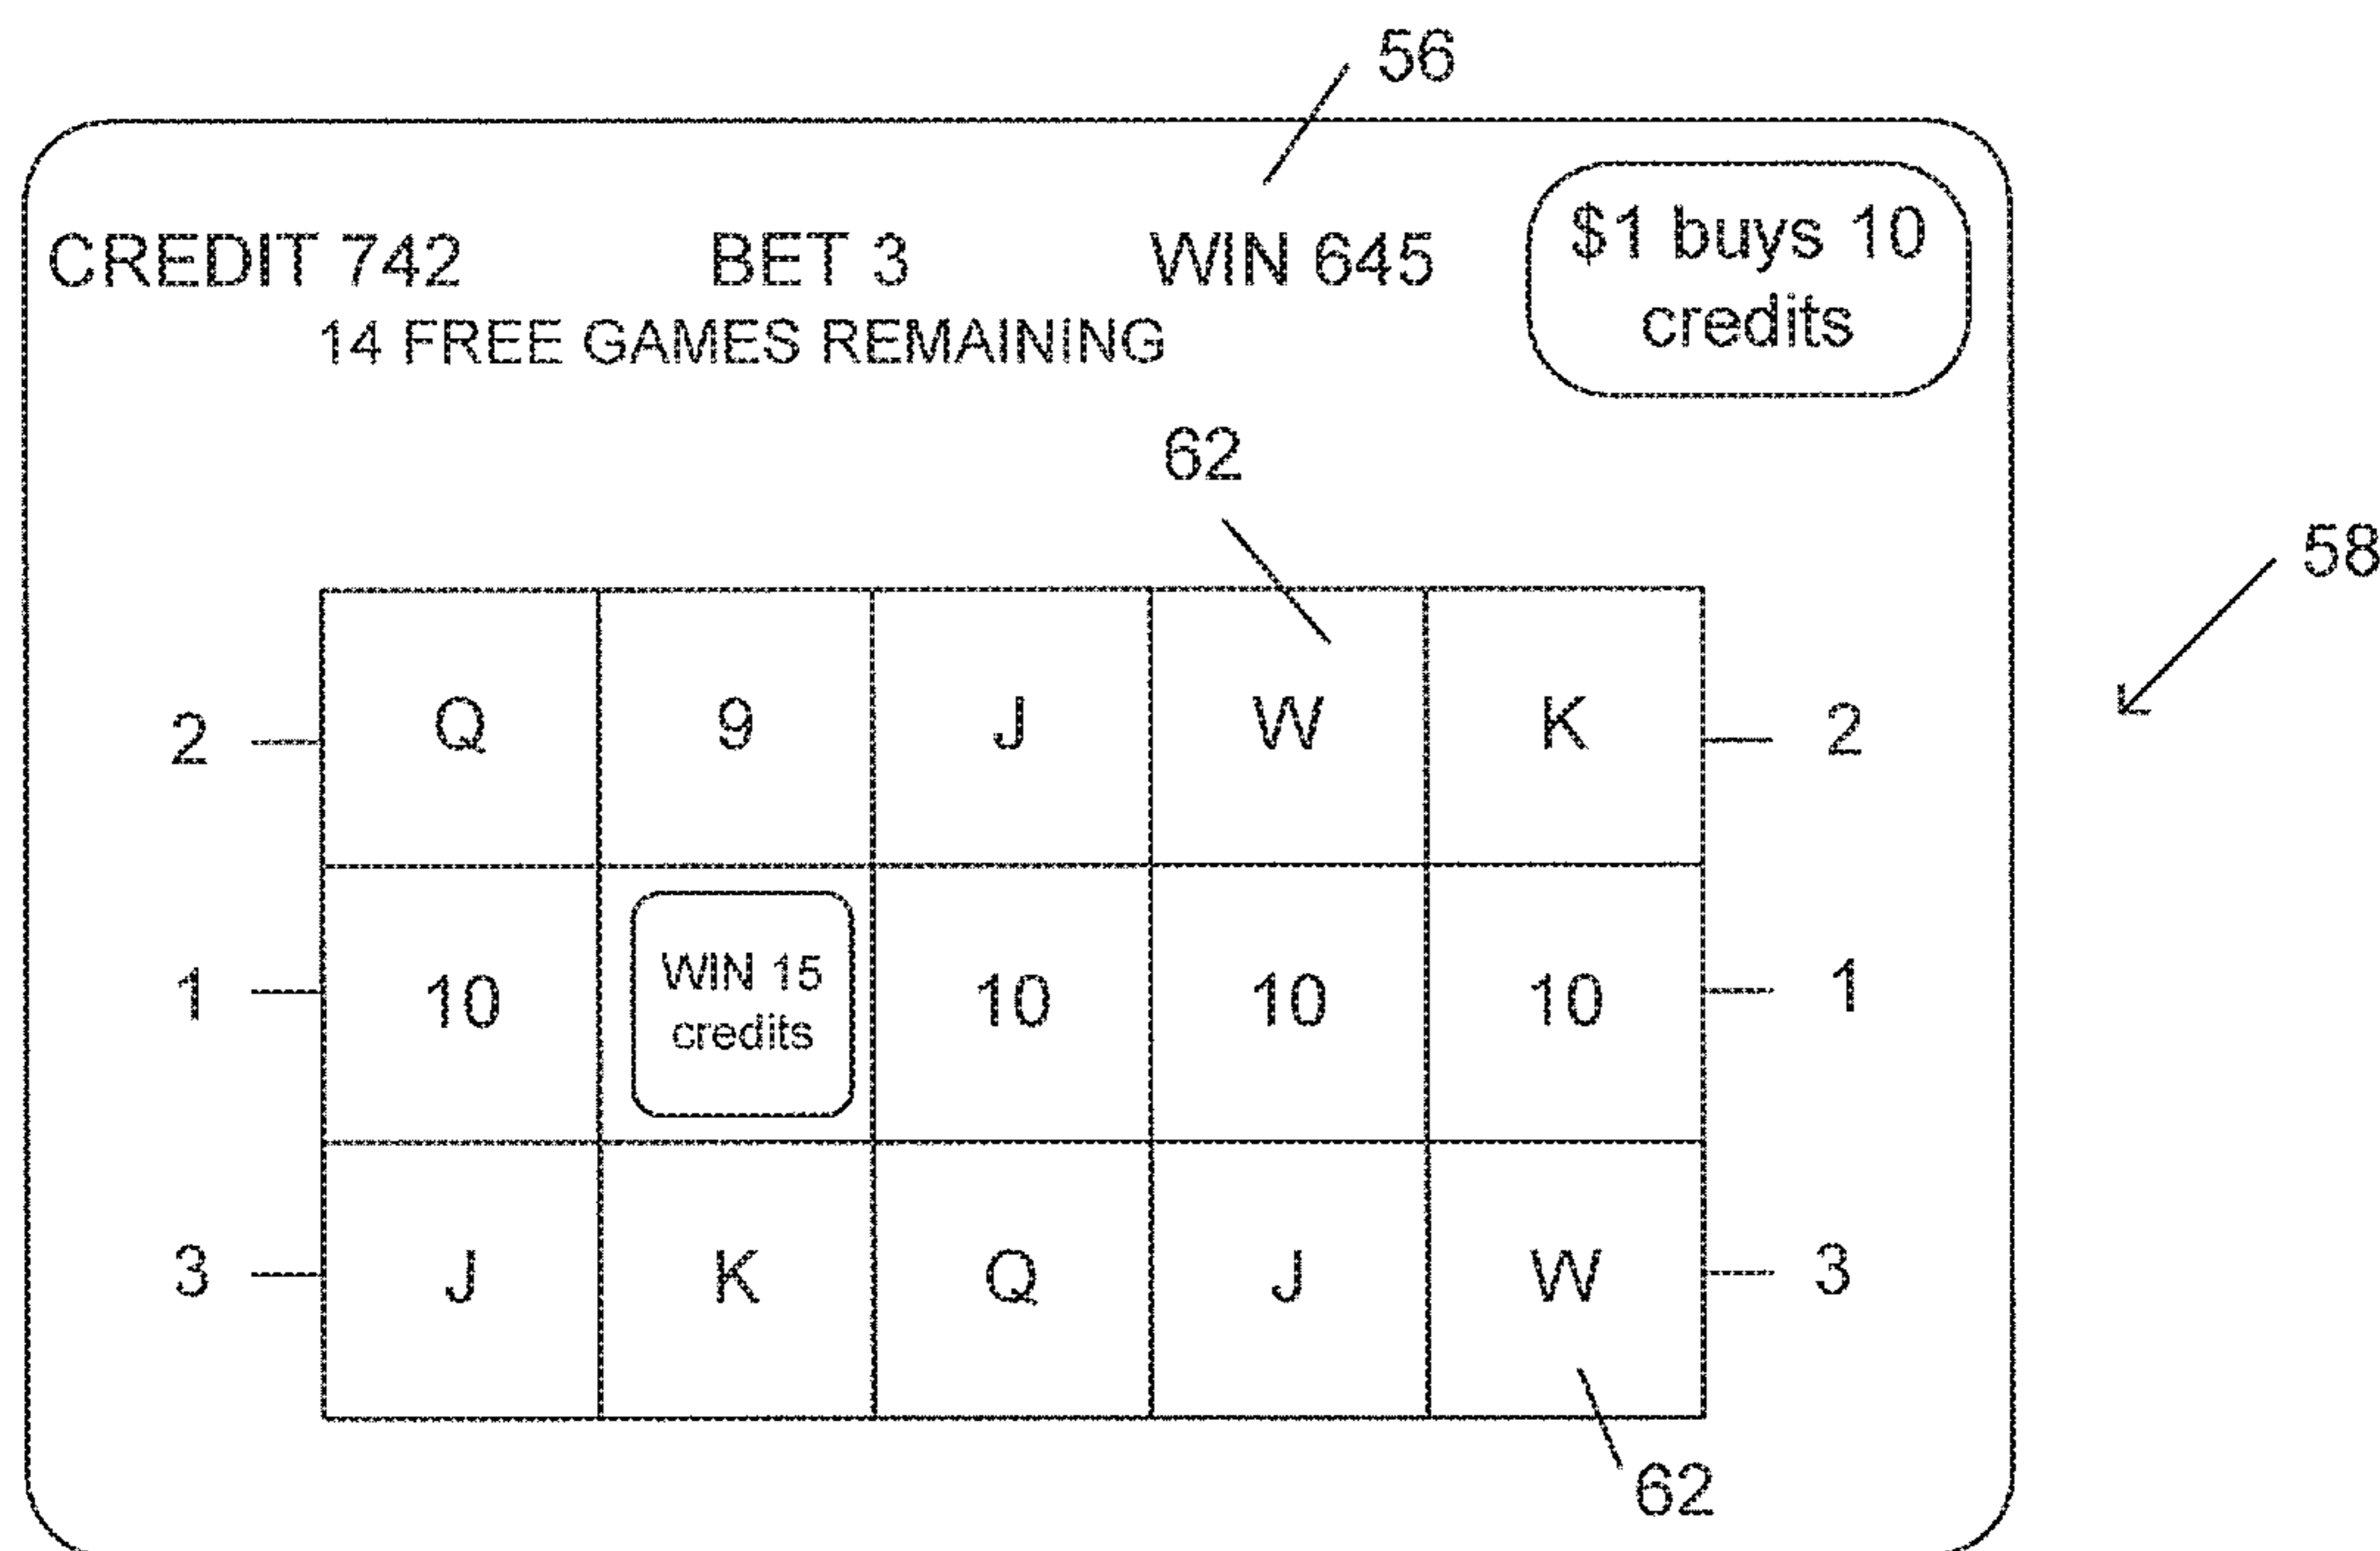 56
CREDIT 742 BET 3 WIN 645
$1 buys 10
credits
14 FREE GAMES REMAINING
62
58
2 Q 9 J W K 2
1 10 WIN 15
credits 10 10 10 1
3 J K Q J W 3
62